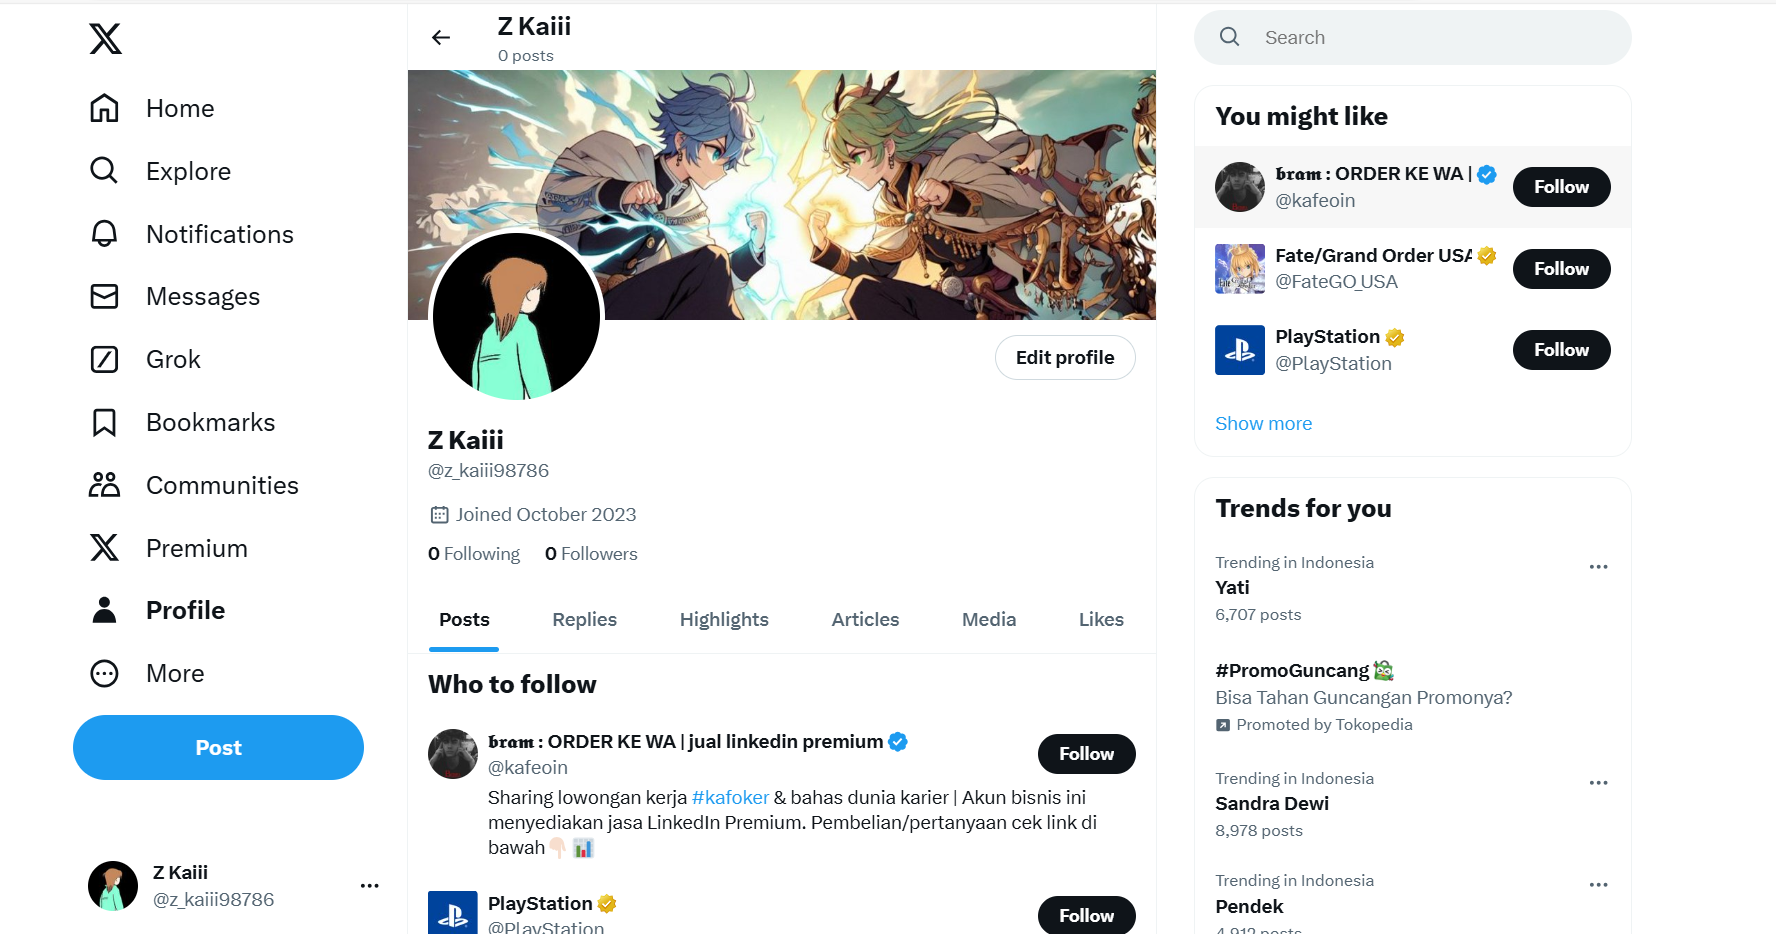 Home
Explore
Notifications
Messages
Grok
Bookmarks
Communities
Premium
Profile
More
Post
Z Kaiii
@z_kaiii98786
Z Kaiii
0 posts
Edit profile
Z Kaiii
@z_kaiii98786
Joined October 2023
0 Following 0 Followers
Posts Replies Highlights Articles Media Likes
Who to follow
𝖇𝖗𝖆𝖒 : ORDER KE WA | jual linkedin premium
@kafeoin
Follow
Sharing lowongan kerja #kafoker & bahas dunia karier | Akun bisnis ini
menyediakan jasa LinkedIn Premium. Pembelian/pertanyaan cek link di
bawah👇🏻📊
PlayStation
@PlayStation
Follow
Search
You might like
𝖇𝖗𝖆𝖒 : ORDER KE WA |
@kafeoin
Follow
Fate/Grand Order USA
@FateGO_USA
Follow
PlayStation
@PlayStation
Follow
Show more
Trends for you
Trending in Indonesia
Yati
6,707 posts
#PromoGuncang
Bisa Tahan Guncangan Promonya?
Promoted by Tokopedia
Trending in Indonesia
Sandra Dewi
8,978 posts
Trending in Indonesia
Pendek
4,912 posts